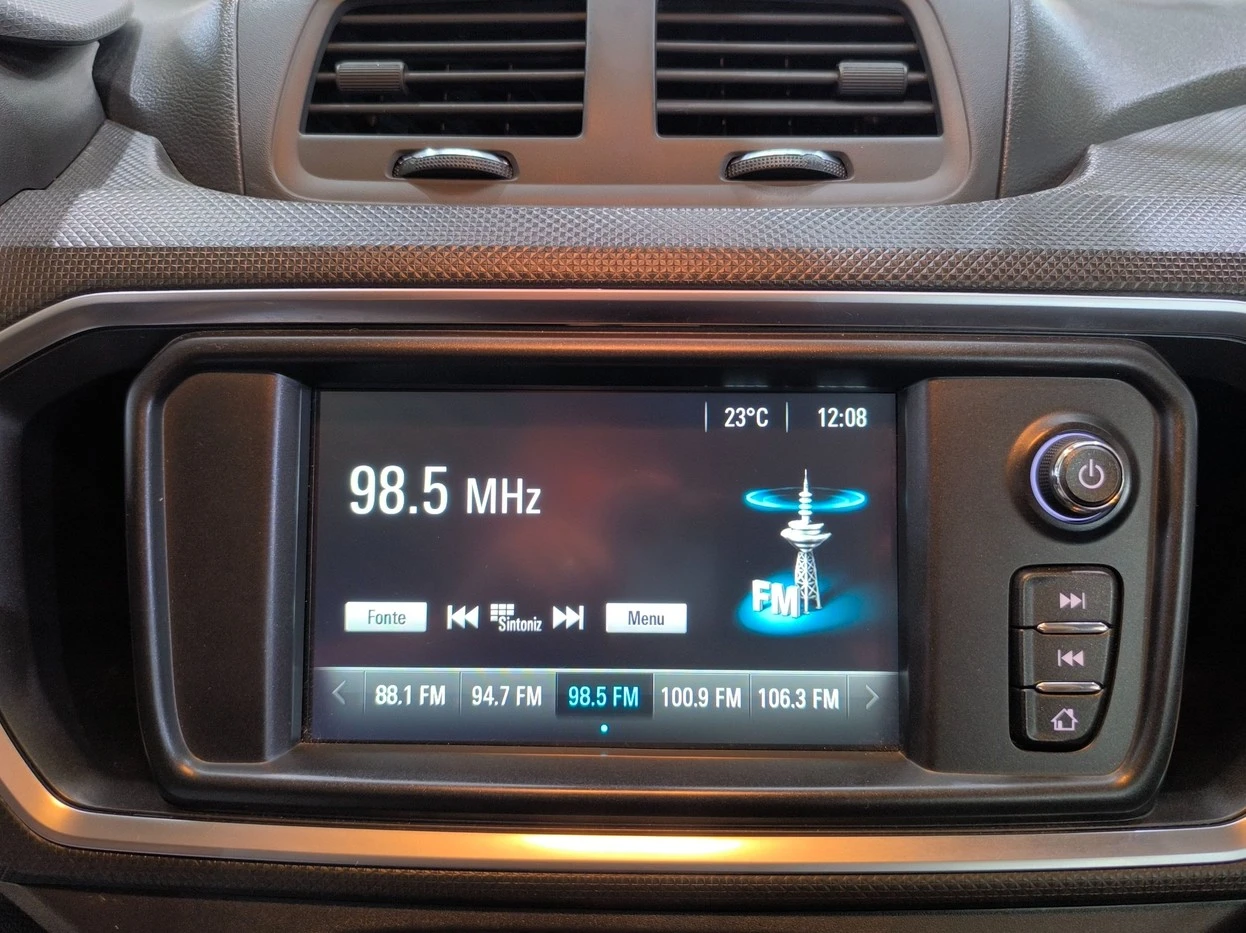 23°C 12:08
98.5 MHz
FM
Fonte Sintoniz Menu
88.1 FM 94.7 FM 98.5 FM 100.9 FM 106.3 FM